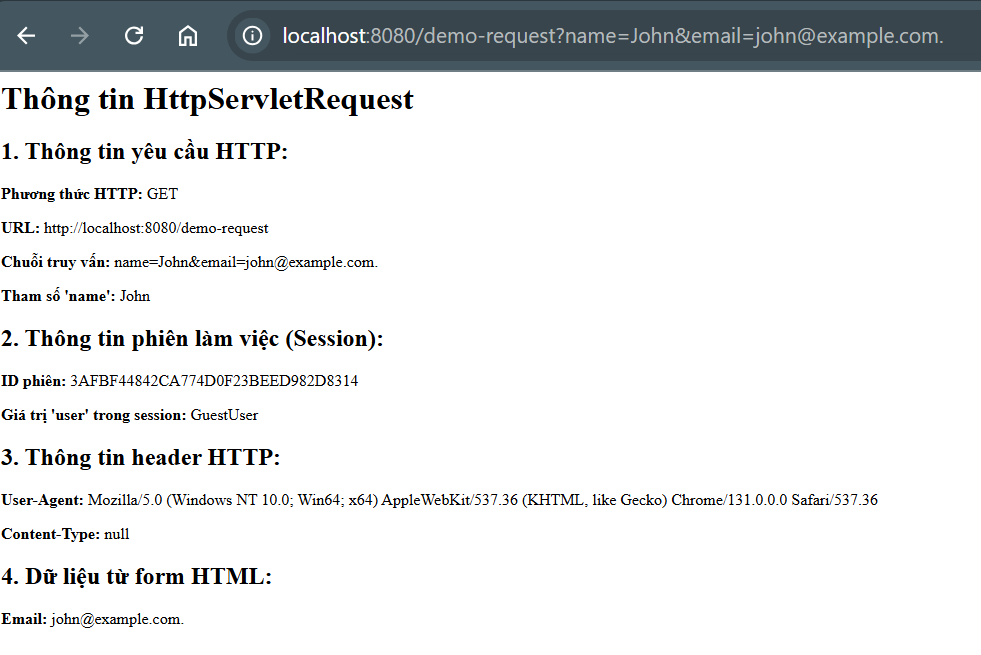 localhost:8080/demo-request?name=John&email=john@example.com.
Thông tin HttpServletRequest
1. Thông tin yêu cầu HTTP:
Phương thức HTTP: GET
URL: http://localhost:8080/demo-request
Chuỗi truy vấn: name=John&email=john@example.com.
Tham số 'name': John
2. Thông tin phiên làm việc (Session):
ID phiên: 3AFBF44842CA774D0F23BEED982D8314
Giá trị 'user' trong session: GuestUser
3. Thông tin header HTTP:
User-Agent: Mozilla/5.0 (Windows NT 10.0; Win64; x64) AppleWebKit/537.36 (KHTML, like Gecko) Chrome/131.0.0.0 Safari/537.36
Content-Type: null
4. Dữ liệu từ form HTML:
Email: john@example.com.